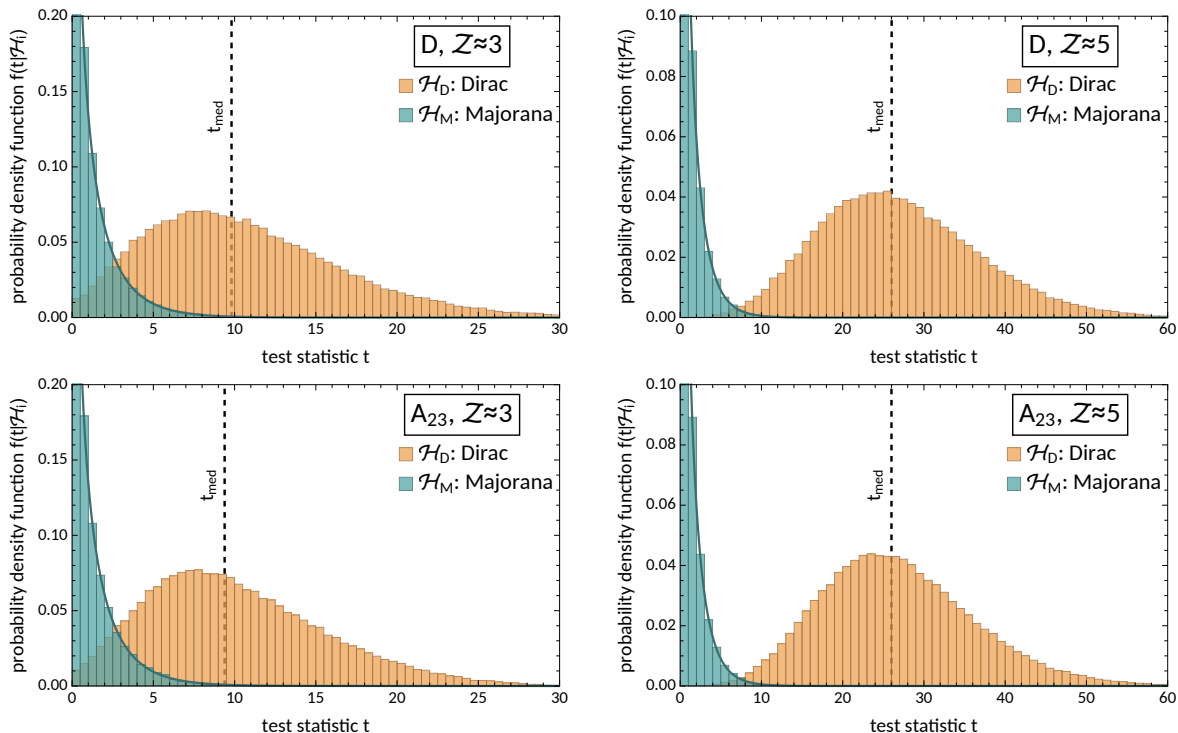 probability density function f(t|ℋi)
0.20
0.15
0.10
0.05
0.00
D, 𝒵≈3
ℋD: Dirac
ℋM: Majorana
tmed
0 5 10 15 20 25 30
test statistic t
probability density function f(t|ℋi)
0.10
0.08
0.06
0.04
0.02
0.00
D, 𝒵≈5
ℋD: Dirac
ℋM: Majorana
tmed
0 10 20 30 40 50 60
test statistic t
probability density function f(t|ℋi)
0.20
0.15
0.10
0.05
0.00
A23, 𝒵≈3
ℋD: Dirac
ℋM: Majorana
tmed
0 5 10 15 20 25 30
test statistic t
probability density function f(t|ℋi)
0.10
0.08
0.06
0.04
0.02
0.00
A23, 𝒵≈5
ℋD: Dirac
ℋM: Majorana
tmed
0 10 20 30 40 50 60
test statistic t